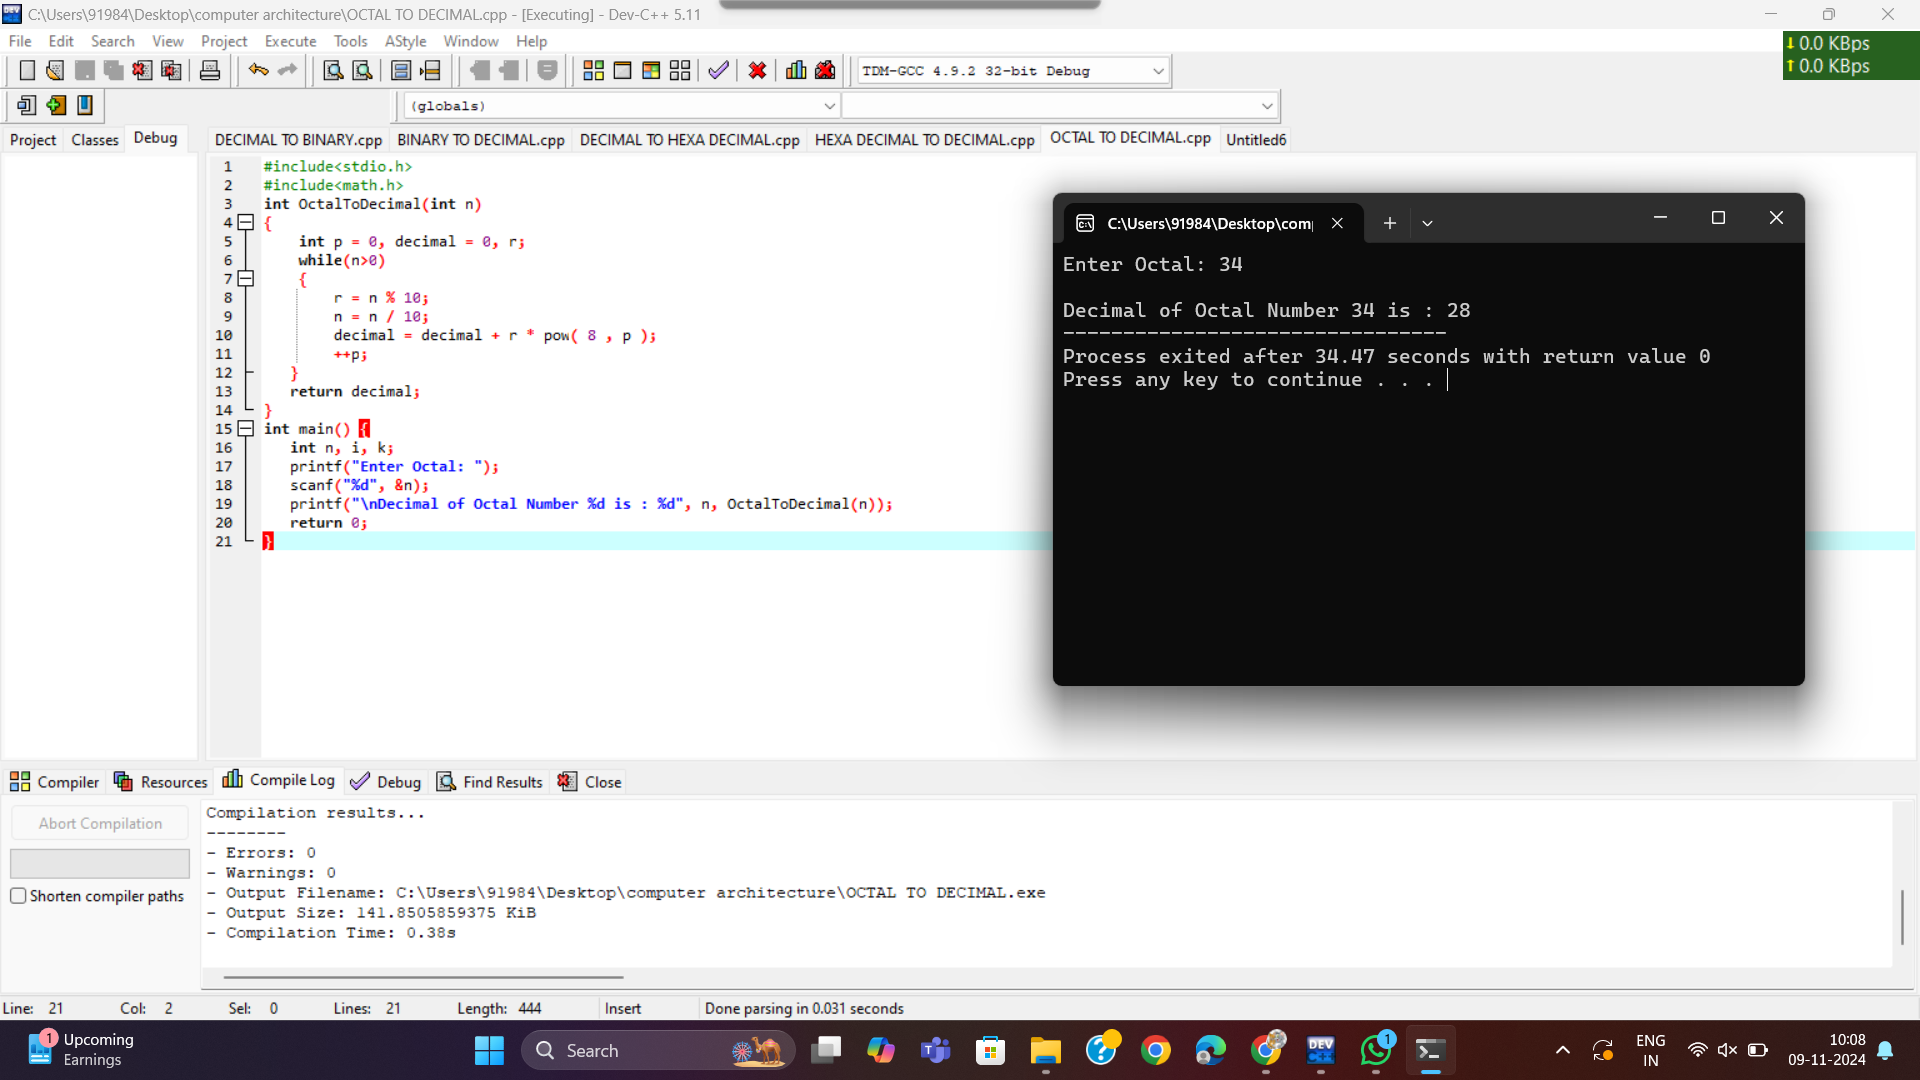 C:\Users\91984\Desktop\computer architecture\OCTAL TO DECIMAL.cpp - [Executing] - Dev-C++ 5.11
File Edit Search View Project Execute Tools AStyle Window Help
0.0 KBps
0.0 KBps
TDM-GCC 4.9.2 32-bit Debug
(globals)
Project Classes Debug
DECIMAL TO BINARY.cpp BINARY TO DECIMAL.cpp DECIMAL TO HEXA DECIMAL.cpp HEXA DECIMAL TO DECIMAL.cpp OCTAL TO DECIMAL.cpp Untitled6
1 #include<stdio.h>
2 #include<math.h>
3 int OctalToDecimal(int n)
4 {
5 int p = 0, decimal = 0, r;
6 while(n>0)
7 {
8 r = n % 10;
9 n = n / 10;
10 decimal = decimal + r * pow( 8 , p );
11 ++p;
12 }
13 return decimal;
14 }
15 int main() {
16 int n, i, k;
17 printf("Enter Octal: ");
18 scanf("%d", &n);
19 printf("\nDecimal of Octal Number %d is : %d", n, OctalToDecimal(n));
20 return 0;
21 }
C:\Users\91984\Desktop\com
Enter Octal: 34
Decimal of Octal Number 34 is : 28
--------------------------------
Process exited after 34.47 seconds with return value 0
Press any key to continue . . .
Compiler Resources Compile Log Debug Find Results Close
Abort Compilation
Shorten compiler paths
Compilation results...
--------
- Errors: 0
- Warnings: 0
- Output Filename: C:\Users\91984\Desktop\computer architecture\OCTAL TO DECIMAL.exe
- Output Size: 141.8505859375 KiB
- Compilation Time: 0.38s
Line: 21 Col: 2 Sel: 0 Lines: 21 Length: 444 Insert Done parsing in 0.031 seconds
1
Upcoming
Earnings
Search
DEV
1
ENG
IN
10:08
09-11-2024